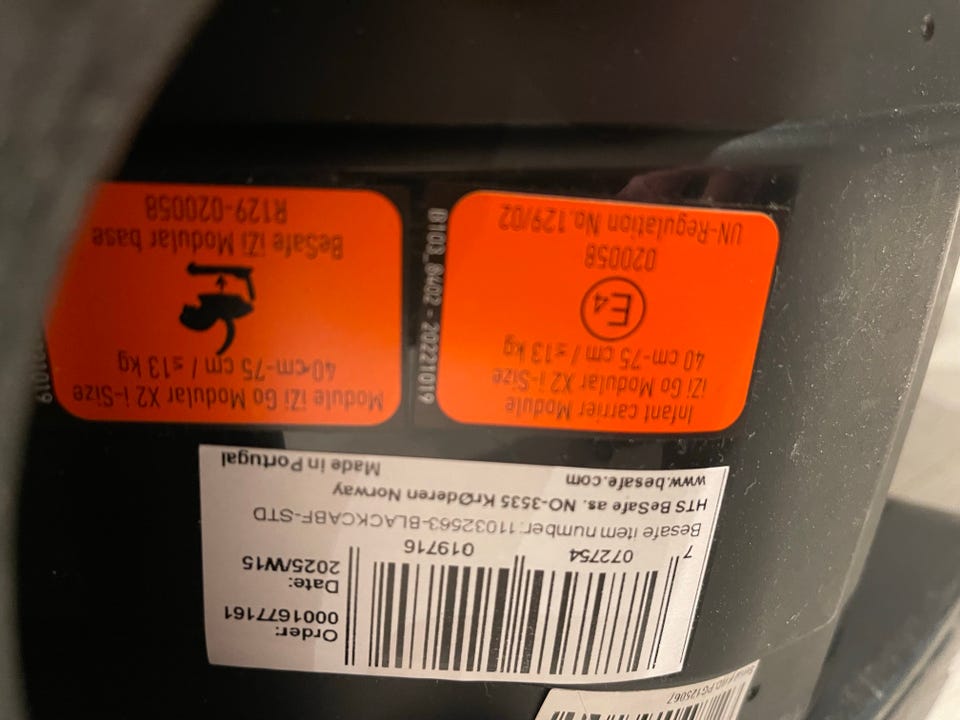 Infant carrier Module
iZi Go Modular X2 i-Size
40 cm-75 cm / ≤13 kg
E4
020058
UN-Regulation No.129/02
B103_8402 - 20221019
Module iZi Go Modular X2 i-Size
40 cm-75 cm / ≤13 kg
BeSafe iZi Modular base
R129-020058
Order:
0001677161
Date:
2025/W15
7 072754 019716
Besafe item number: 11032563-BLACKCABF-STD
HTS BeSafe as. NO-3535 KrØderen Norway
www.besafe.com Made in Portugal